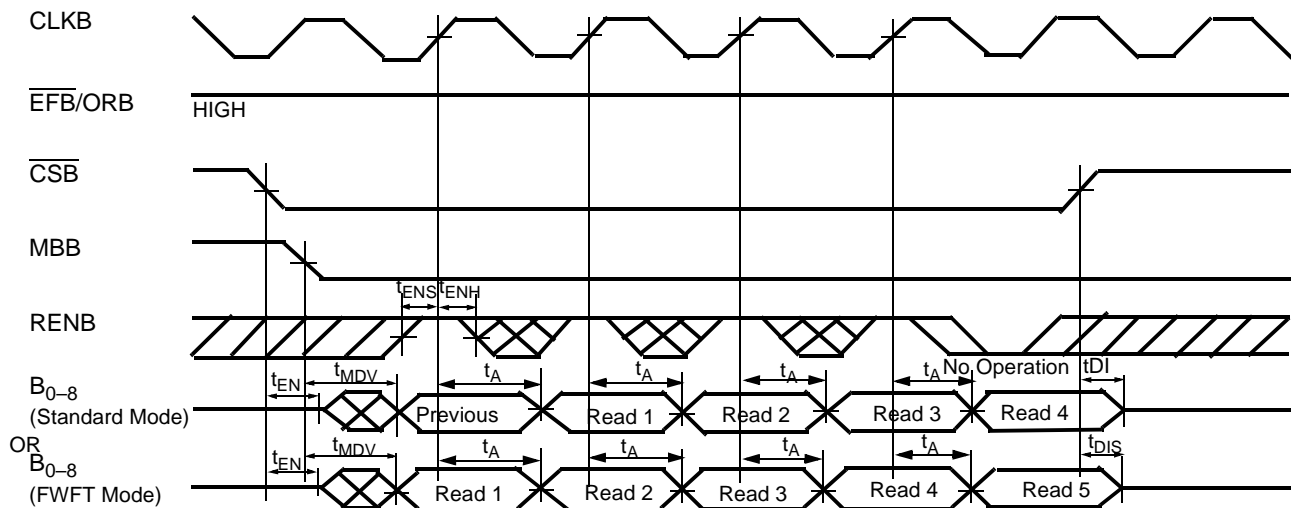 CLKB
EFB/ORB
HIGH
CSB
MBB
tENS tENH
RENB
No Operation
tEN tMDV tA tA tA tA tDI
B0–8
(Standard Mode)
Previous Read 1 Read 2 Read 3 Read 4
OR
tEN tMDV tA tA tA tA tDIS
B0–8
(FWFT Mode)
Read 1 Read 2 Read 3 Read 4 Read 5